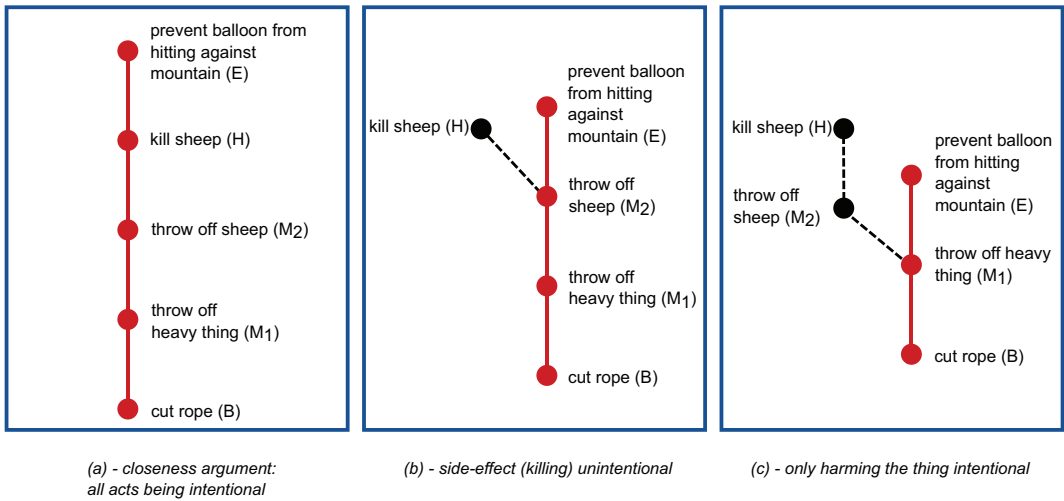 prevent balloon from
hitting against
mountain (E)
kill sheep (H)
throw off sheep (M2)
throw off
heavy thing (M1)
cut rope (B)
(a) - closeness argument:
all acts being intentional
kill sheep (H)
prevent balloon
from hitting
against
mountain (E)
throw off
sheep (M2)
throw off
heavy thing (M1)
cut rope (B)
(b) - side-effect (killing) unintentional
kill sheep (H)
throw off
sheep (M2)
prevent balloon
from hitting
against
mountain (E)
throw off heavy
thing (M1)
cut rope (B)
(c) - only harming the thing intentional